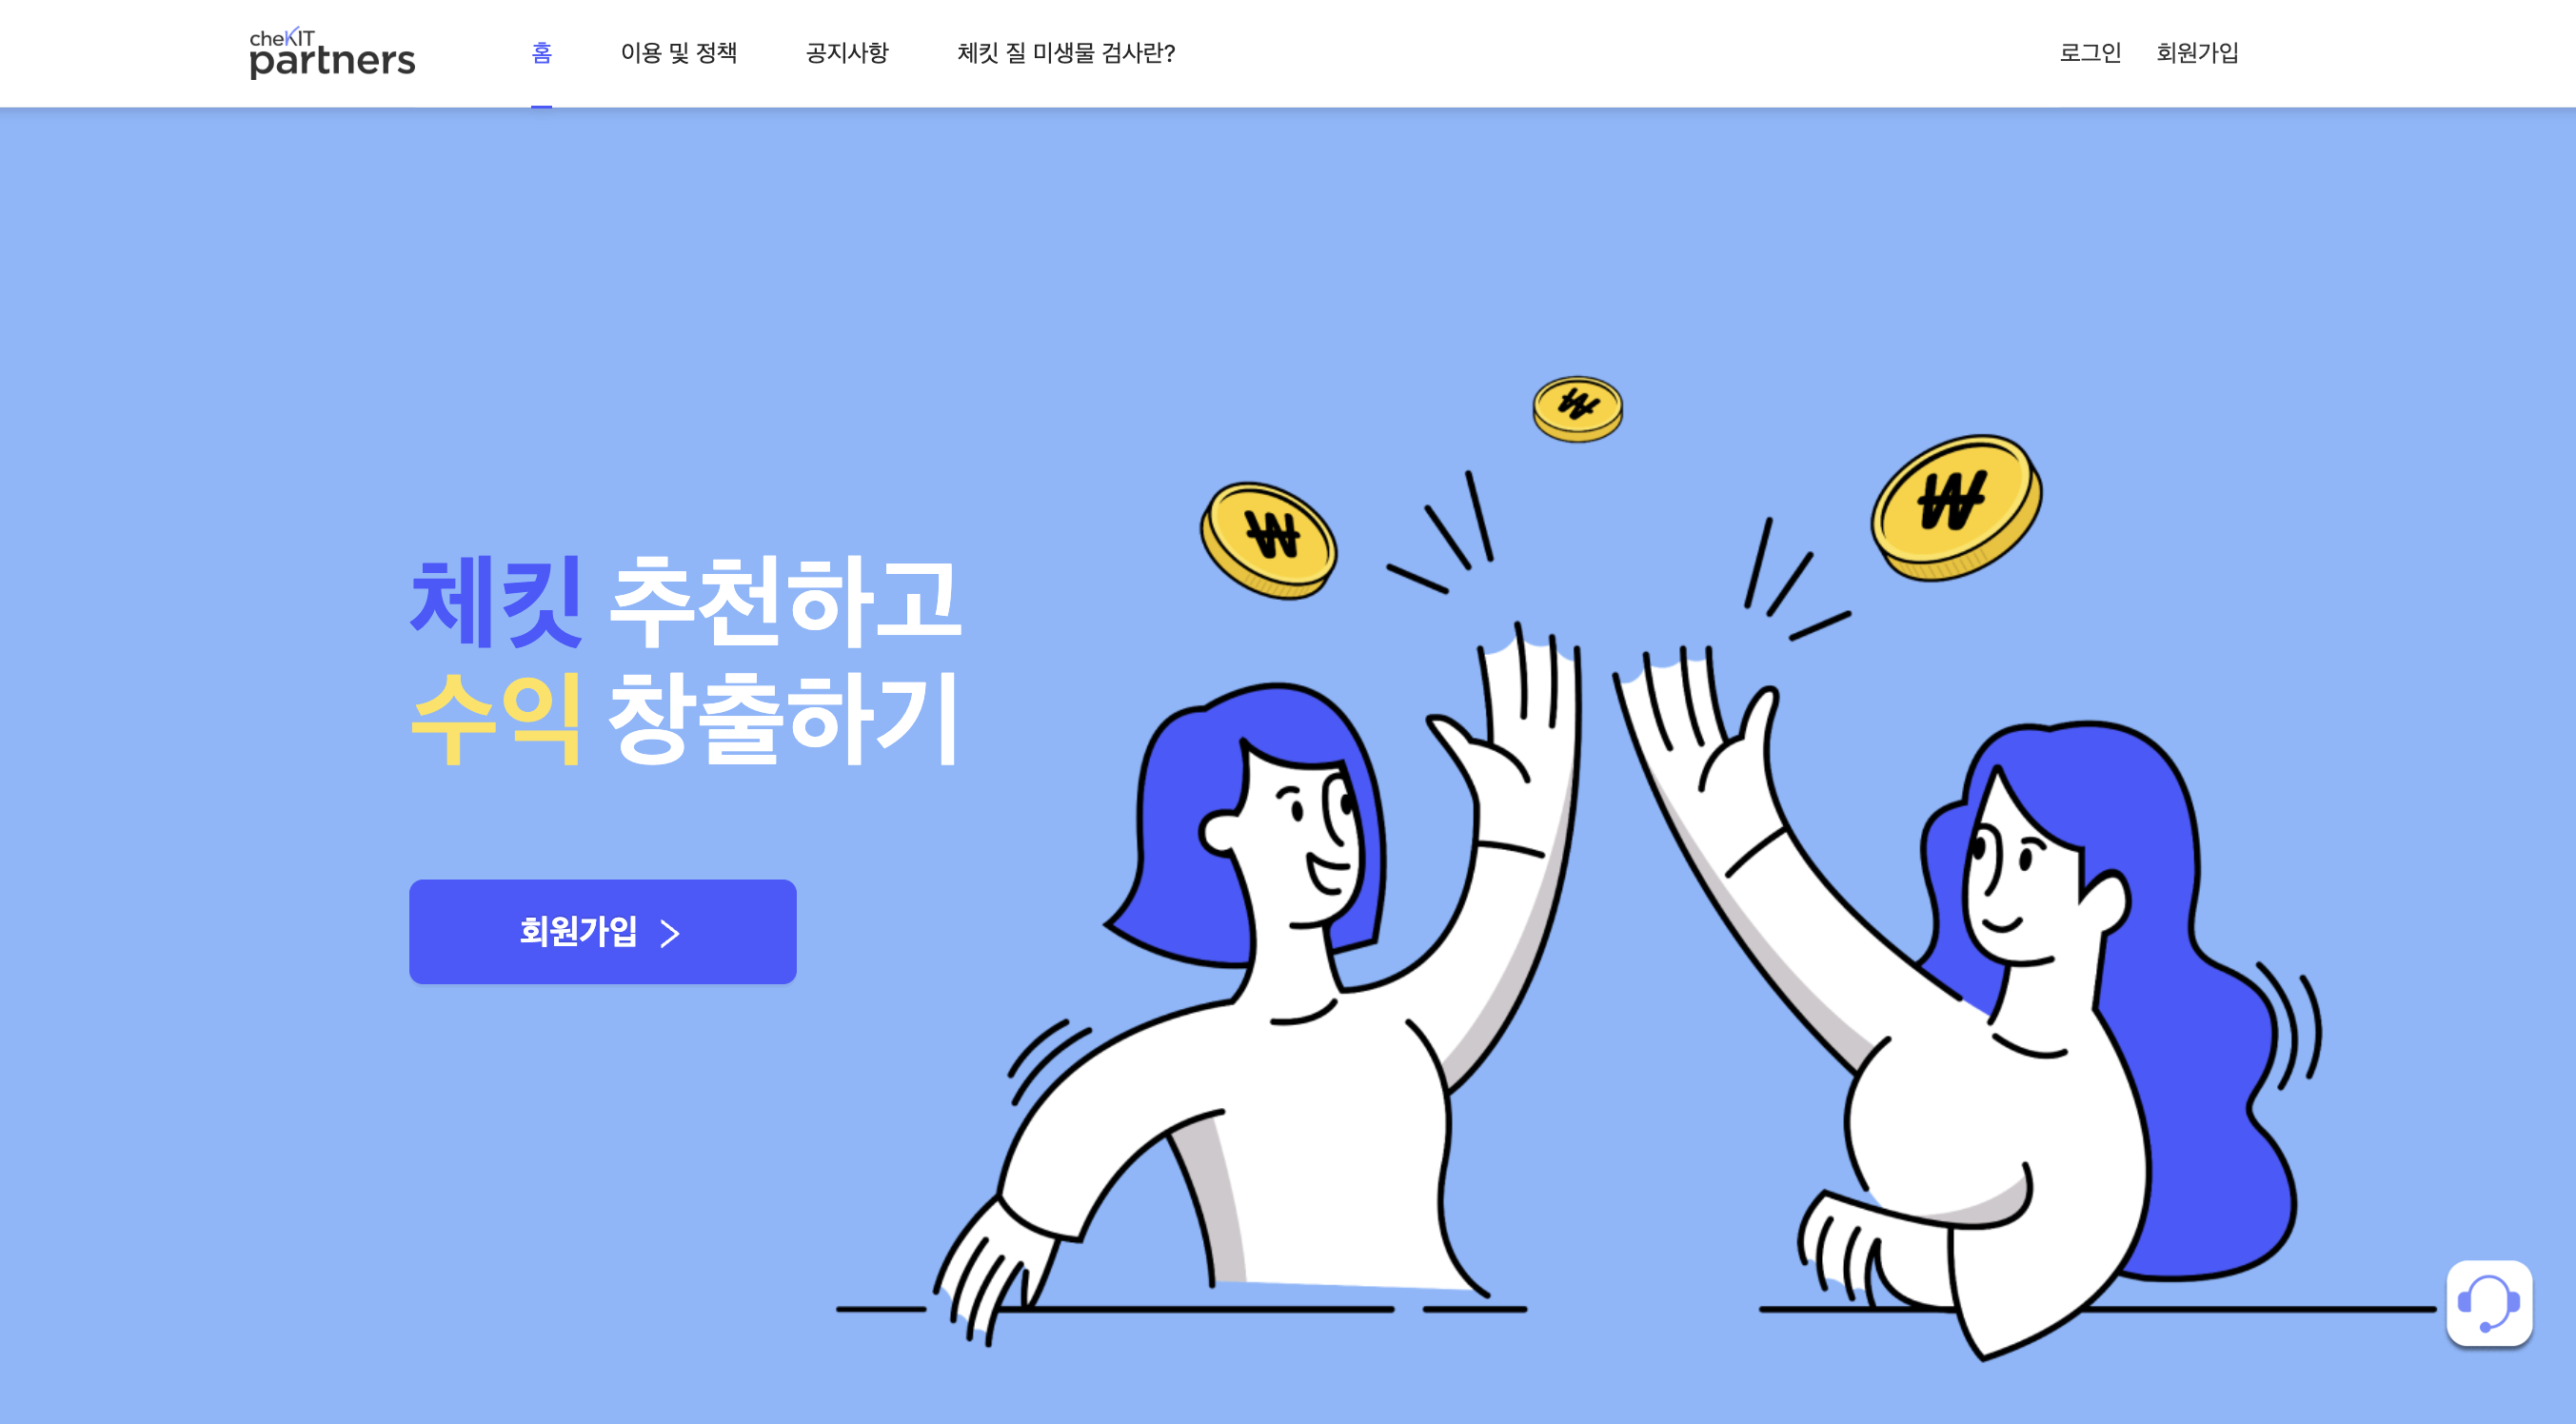 cheKIT
partners
홈
이용 및 정책
공지사항
체킷 질 미생물 검사란?
로그인
회원가입
체킷 추천하고
수익 창출하기
회원가입 >
₩
₩
₩